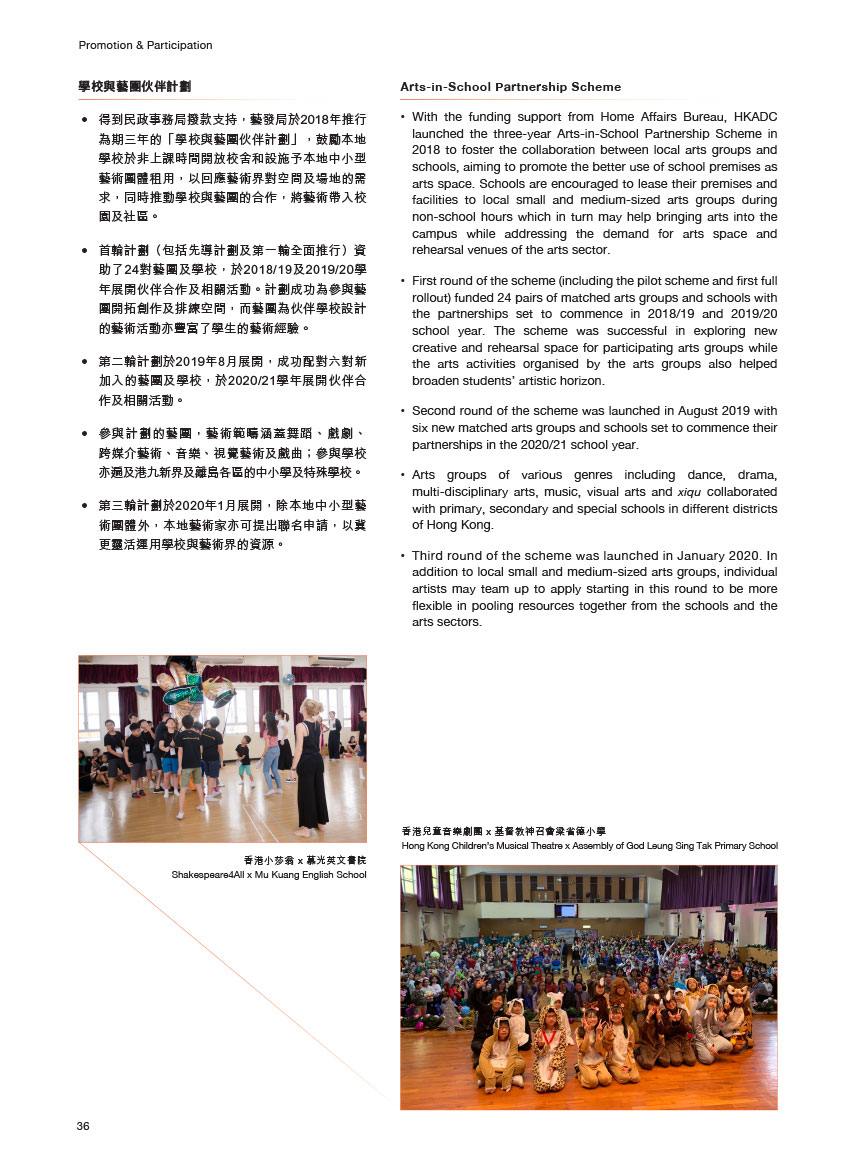 Promotion & Participation
學校與藝團伙伴計劃
• 得到民政事務局撥款支持，藝發局於2018年推行
為期三年的「學校與藝團伙伴計劃」，鼓勵本地
學校於非上課時間開放校舍和設施予本地中小型
藝術團體租用，以回應藝術界對空間及場地的需
求，同時推動學校與藝團的合作，將藝術帶入校
園及社區。
• 首輪計劃（包括先導計劃及第一輪全面推行）資
助了24對藝團及學校，於2018/19及2019/20學
年展開伙伴合作及相關活動。計劃成功為參與藝
團開拓創作及排練空間，而藝團為伙伴學校設計
的藝術活動亦豐富了學生的藝術經驗。
• 第二輪計劃於2019年8月展開，成功配對六對新
加入的藝團及學校，於2020/21學年展開伙伴合
作及相關活動。
• 參與計劃的藝團，藝術範疇涵蓋舞蹈、戲劇、
跨媒介藝術、音樂、視覺藝術及戲曲；參與學校
亦遍及港九新界及離島各區的中小學及特殊學校。
• 第三輪計劃於2020年1月展開，除本地中小型藝
術團體外，本地藝術家亦可提出聯名申請，以冀
更靈活運用學校與藝術界的資源。
Arts-in-School Partnership Scheme
• With the funding support from Home Affairs Bureau, HKADC
launched the three-year Arts-in-School Partnership Scheme in
2018 to foster the collaboration between local arts groups and
schools, aiming to promote the better use of school premises as
arts space. Schools are encouraged to lease their premises and
facilities to local small and medium-sized arts groups during
non-school hours which in turn may help bringing arts into the
campus while addressing the demand for arts space and
rehearsal venues of the arts sector.
• First round of the scheme (including the pilot scheme and first full
rollout) funded 24 pairs of matched arts groups and schools with
the partnerships set to commence in 2018/19 and 2019/20
school year. The scheme was successful in exploring new
creative and rehearsal space for participating arts groups while
the arts activities organised by the arts groups also helped
broaden students' artistic horizon.
• Second round of the scheme was launched in August 2019 with
six new matched arts groups and schools set to commence their
partnerships in the 2020/21 school year.
• Arts groups of various genres including dance, drama,
multi-disciplinary arts, music, visual arts and xiqu collaborated
with primary, secondary and special schools in different districts
of Hong Kong.
• Third round of the scheme was launched in January 2020. In
addition to local small and medium-sized arts groups, individual
artists may team up to apply starting in this round to be more
flexible in pooling resources together from the schools and the
arts sectors.
香港小莎翁 x 慕光英文書院
Shakespeare4All x Mu Kuang English School
香港兒童音樂劇團 x 基督教神召會梁省德小學
Hong Kong Children's Musical Theatre x Assembly of God Leung Sing Tak Primary School
36